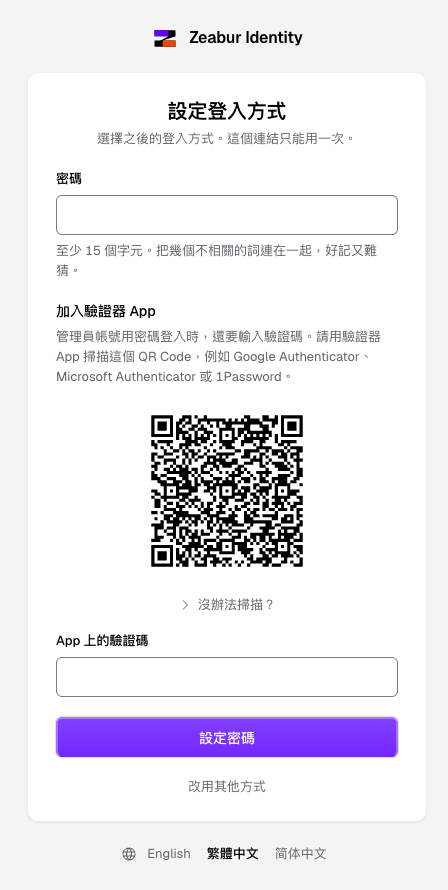 Zeabur Identity
設定登入方式
選擇之後的登入方式。這個連結只能用一次。
密碼
至少 15 個字元。把幾個不相關的詞連在一起，好記又難
猜。
加入驗證器 App
管理員帳號用密碼登入時，還要輸入驗證碼。請用驗證器
App 掃描這個 QR Code，例如 Google Authenticator、
Microsoft Authenticator 或 1Password。
沒辦法掃描？
App 上的驗證碼
設定密碼
改用其他方式
English 繁體中文 简体中文